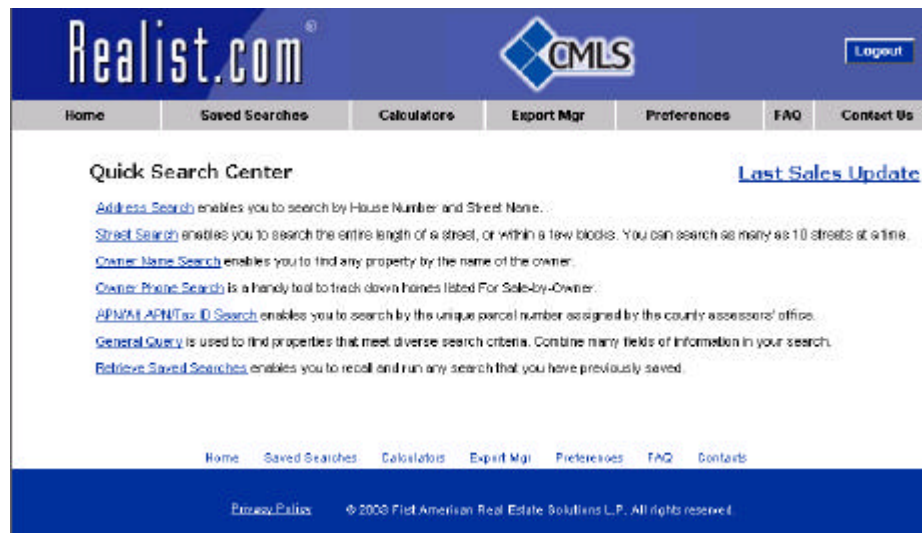 Realist.com®
CMLS
Logout
Home Saved Searches Calculators Export Mgr Preferences FAQ Contact Us
Quick Search Center
Last Sales Update
Address Search enables you to search by House Number and Street Name.
Street Search enables you to search the entire length of a street, or within a few blocks. You can search as many as 10 streets at a time.
Owner Name Search enables you to find any property by the name of the owner.
Owner Phone Search is a handy tool to track down homes listed For Sale-by-Owner.
APN/Alt APN/Tax ID Search enables you to search by the unique parcel number assigned by the county assessors' office.
General Query is used to find properties that meet diverse search criteria. Combine many fields of information in your search.
Retrieve Saved Searches enables you to recall and run any search that you have previously saved.
Home Saved Searches Calculators Export Mgr Preferences FAQ Contacts
Privacy Policy © 2003 First American Real Estate Solutions L.P. All rights reserved.